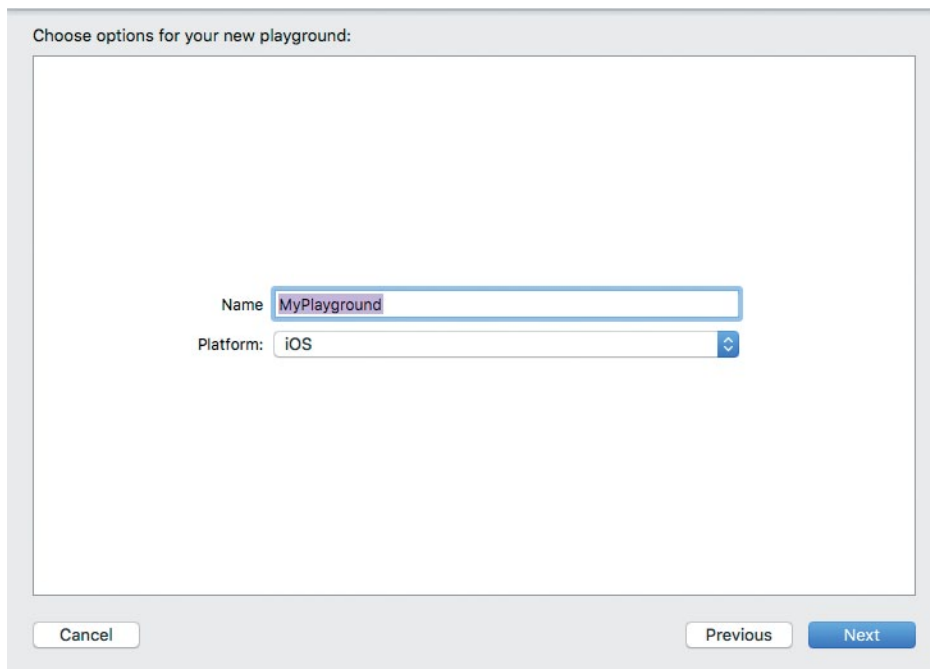 Choose options for your new playground:
Name MyPlayground
Platform: iOS
Cancel Previous Next